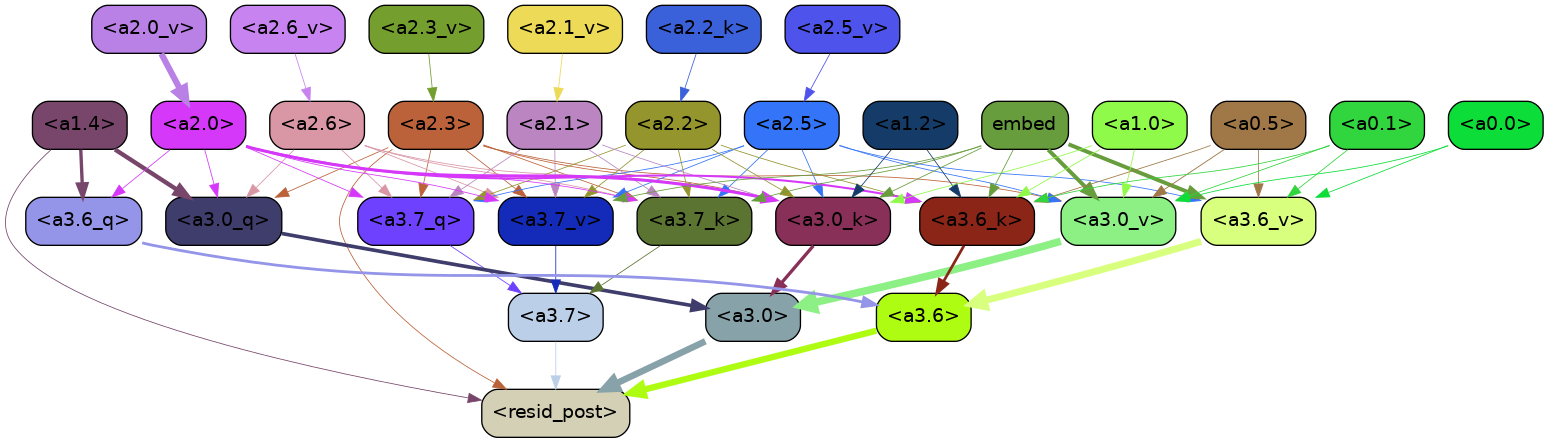 <a2.0_v> <a2.6_v> <a2.3_v> <a2.1_v> <a2.2_k> <a2.5_v>
<a1.4> <a2.0> <a2.6> <a2.3> <a2.1> <a2.2> <a2.5> <a1.2> embed <a1.0> <a0.5> <a0.1> <a0.0>
<a3.6_q> <a3.0_q> <a3.7_q> <a3.7_v> <a3.7_k> <a3.0_k> <a3.6_k> <a3.0_v> <a3.6_v>
<a3.7> <a3.0> <a3.6>
<resid_post>